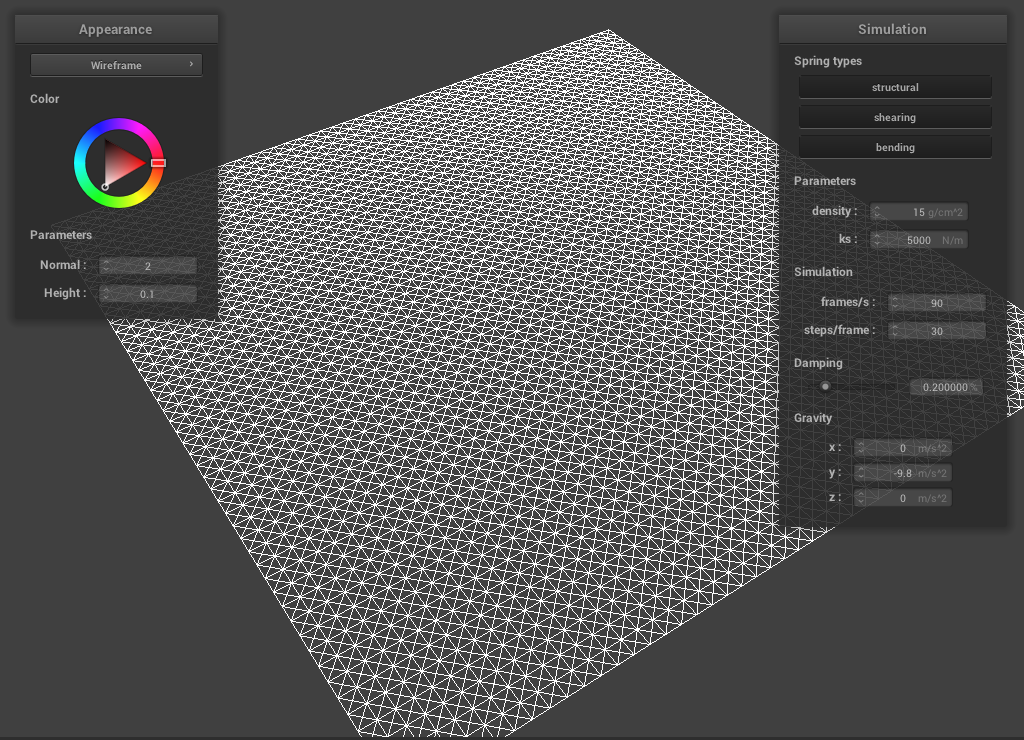 Appearance
Wireframe ›
Color
Parameters
Normal : 2
Height : 0.1
Simulation
Spring types
structural
shearing
bending
Parameters
density : 15 g/cm^2
ks : 5000 N/m
Simulation
frames/s : 90
steps/frame : 30
Damping
0.200000 %
Gravity
x : 0 m/s^2
y : -9.8 m/s^2
z : 0 m/s^2